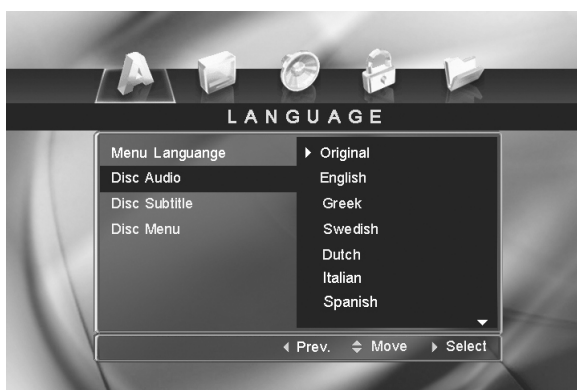 A
LANGUAGE
Menu Languange
Disc Audio
Disc Subtitle
Disc Menu
Original
English
Greek
Swedish
Dutch
Italian
Spanish
Prev. Move Select